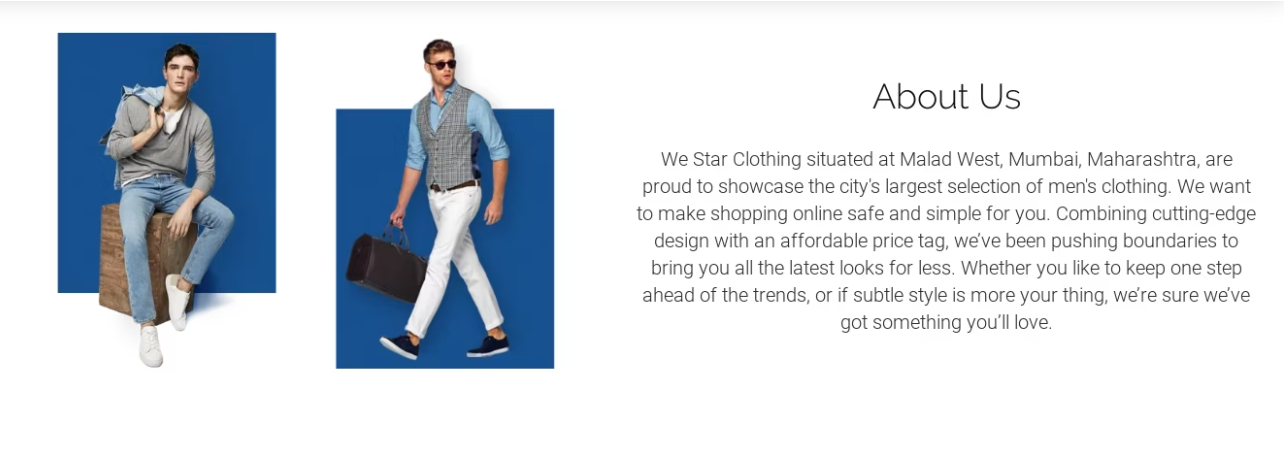 About Us
We Star Clothing situated at Malad West, Mumbai, Maharashtra, are
proud to showcase the city's largest selection of men's clothing. We want
to make shopping online safe and simple for you. Combining cutting-edge
design with an affordable price tag, we’ve been pushing boundaries to
bring you all the latest looks for less. Whether you like to keep one step
ahead of the trends, or if subtle style is more your thing, we’re sure we’ve
got something you’ll love.